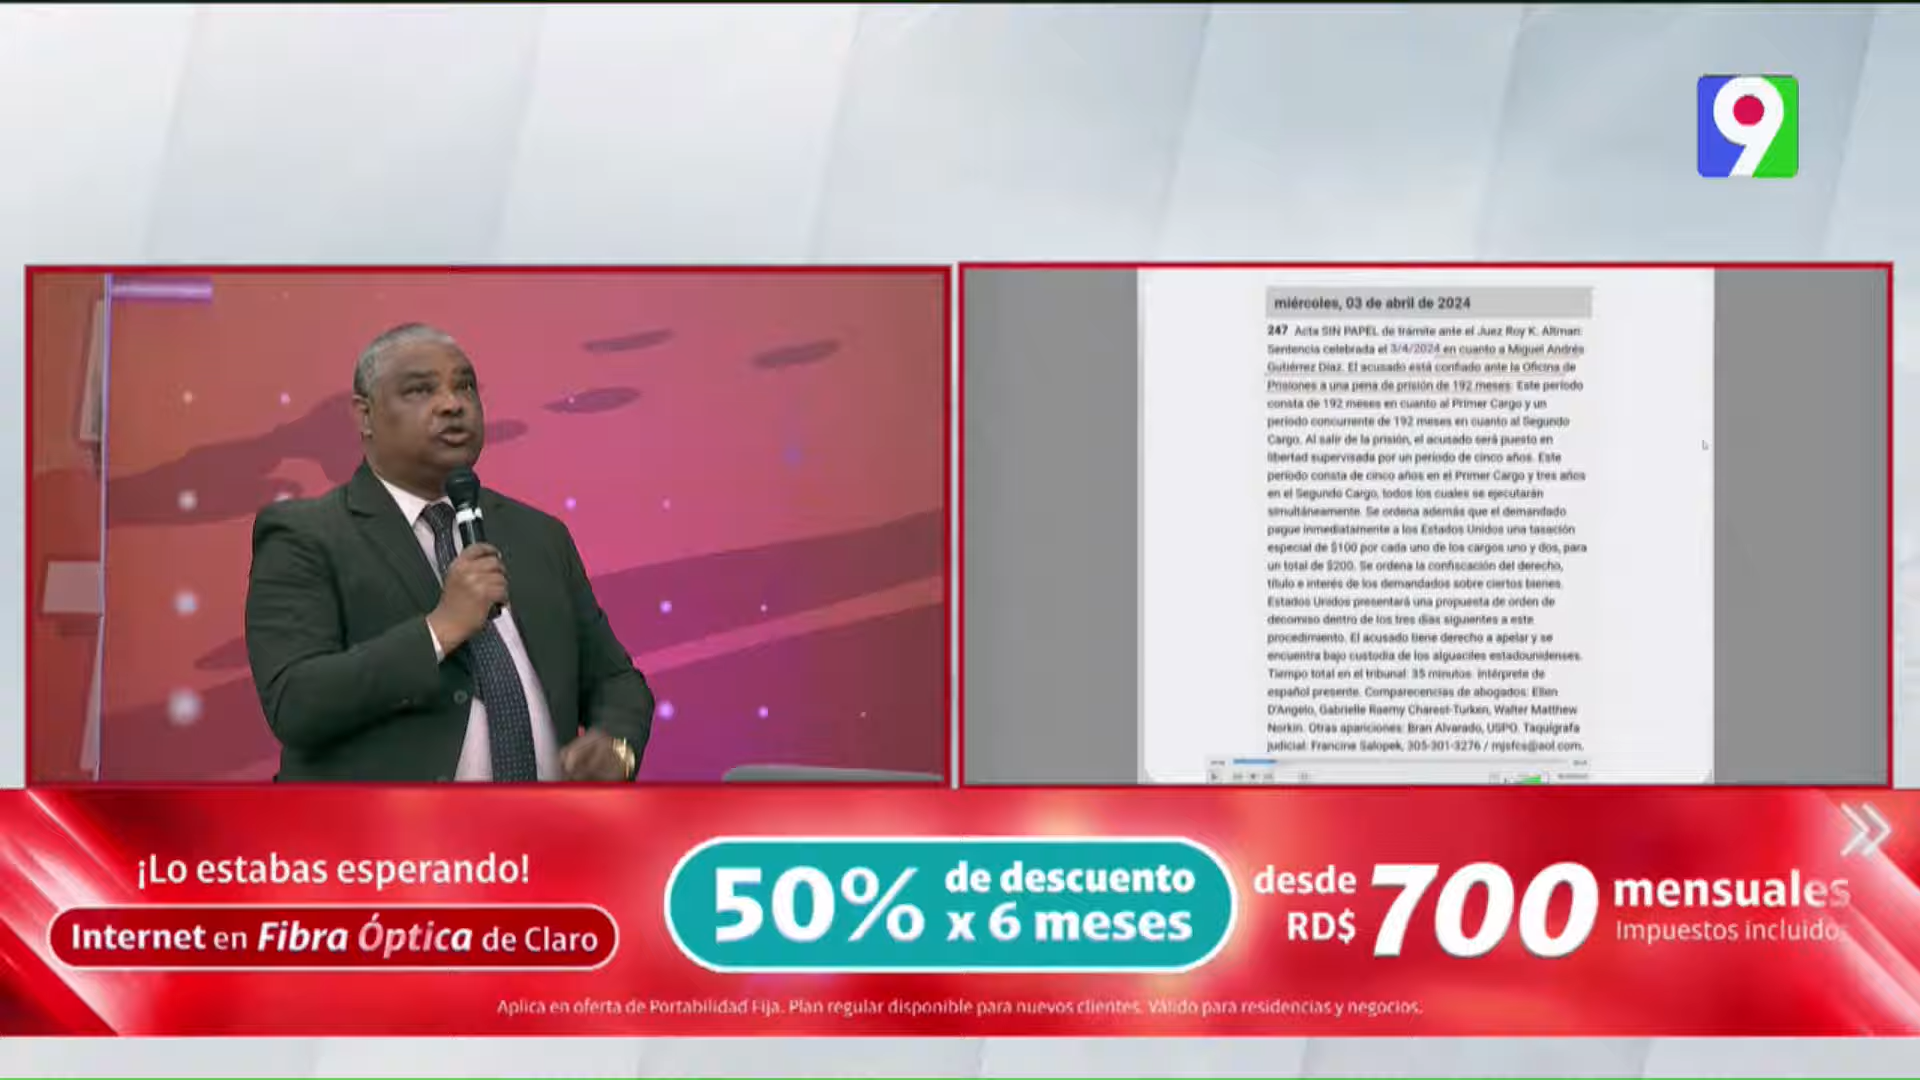 9
miércoles, 03 de abril de 2024
247 Acta SIN PAPEL de trámite ante el Juez Roy K. Altman:
Sentencia celebrada el 3/4/2024 en cuanto a Miguel Andrés
Gutiérrez Diaz. El acusado está confiado ante la Oficina de
Prisiones a una pena de prisión de 192 meses. Este período
consta de 192 meses en cuanto al Primer Cargo y un
período concurrente de 192 meses en cuanto al Segundo
Cargo. Al salir de la prisión, el acusado será puesto en
libertad supervisada por un período de cinco años. Este
período consta de cinco años en el Primer Cargo y tres años
en el Segundo Cargo, todos los cuales se ejecutarán
simultáneamente. Se ordena además que el demandado
pague inmediatamente a los Estados Unidos una tasación
especial de $100 por cada uno de los cargos uno y dos, para
un total de $200. Se ordena la confiscación del derecho,
título e interés de los demandados sobre ciertos bienes.
Estados Unidos presentará una propuesta de orden de
decomiso dentro de los tres días siguientes a este
procedimiento. El acusado tiene derecho a apelar y se
encuentra bajo custodia de los alguaciles estadounidenses.
Tiempo total en el tribunal: 35 minutos. Intérprete de
español presente. Comparecencias de abogados: Ellen
D'Angelo, Gabrielle Raemy Charest-Turken, Walter Matthew
Norkin. Otras apariciones: Bran Alvarado, USPO. Taquígrafa
judicial: Francine Salopek, 305-301-3276 / mjsfcs@aol.com.
¡Lo estabas esperando!
Internet en Fibra Óptica de Claro
50% de descuento
x 6 meses
desde
RD$ 700 mensuales
Impuestos incluidos
Aplica en oferta de Portabilidad Fija. Plan regular disponible para nuevos clientes. Válido para residencias y negocios.